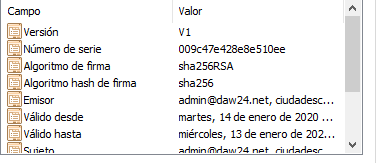 Campo Valor
Versión V1
Número de serie 009c47e428e8e510ee
Algoritmo de firma sha256RSA
Algoritmo hash de firma sha256
Emisor admin@daw24.net, ciudadesc...
Válido desde martes, 14 de enero de 2020 ...
Válido hasta miércoles, 13 de enero de 202...
Sujeto admin@daw24.net, ciudadesc...